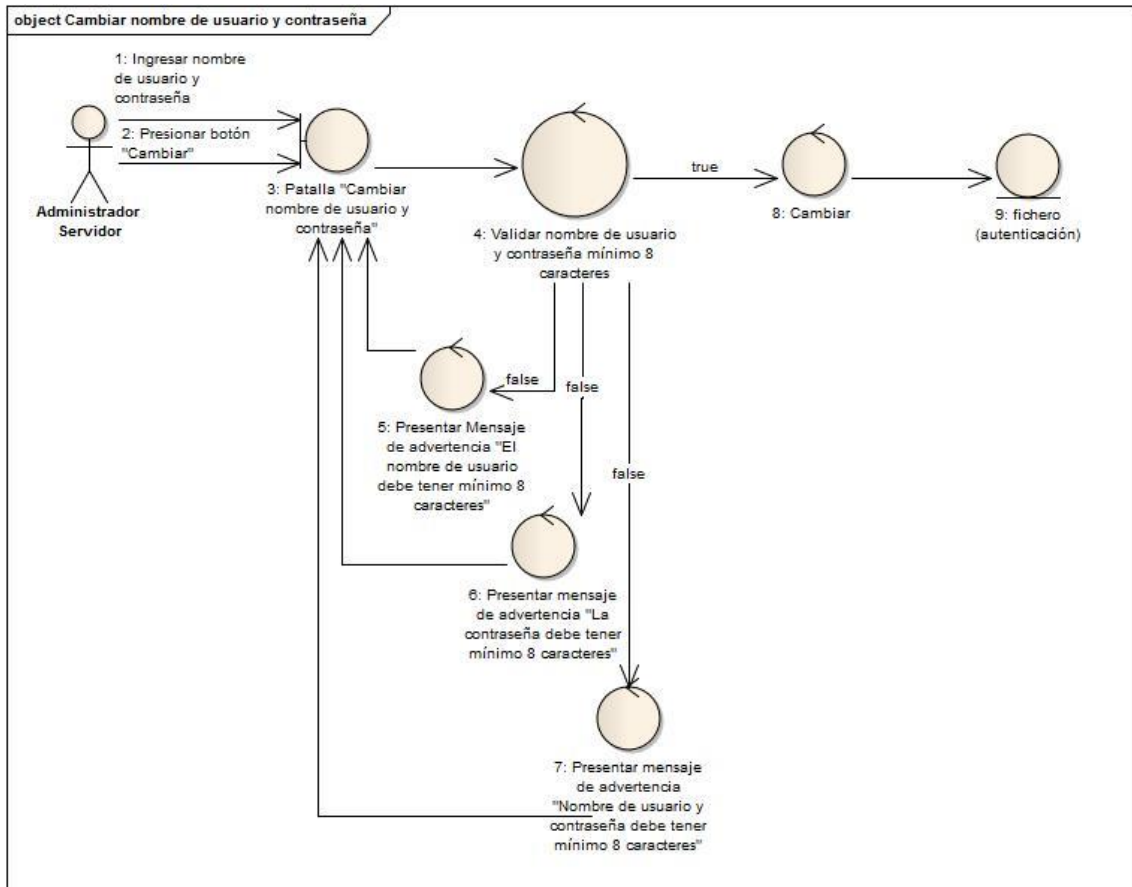 object Cambiar nombre de usuario y contraseña
1: Ingresar nombre
de usuario y
contraseña
2: Presionar botón
"Cambiar"
Administrador
Servidor
3: Patalla "Cambiar
nombre de usuario y
contraseña"
4: Validar nombre de usuario
y contraseña mínimo 8
caracteres
true
8: Cambiar
9: fichero
(autenticación)
false
false
false
5: Presentar Mensaje
de advertencia "El
nombre de usuario
debe tener mínimo 8
caracteres"
6: Presentar mensaje
de advertencia "La
contraseña debe tener
mínimo 8 caracteres"
7: Presentar mensaje
de advertencia
"Nombre de usuario y
contraseña debe tener
mínimo 8 caracteres"